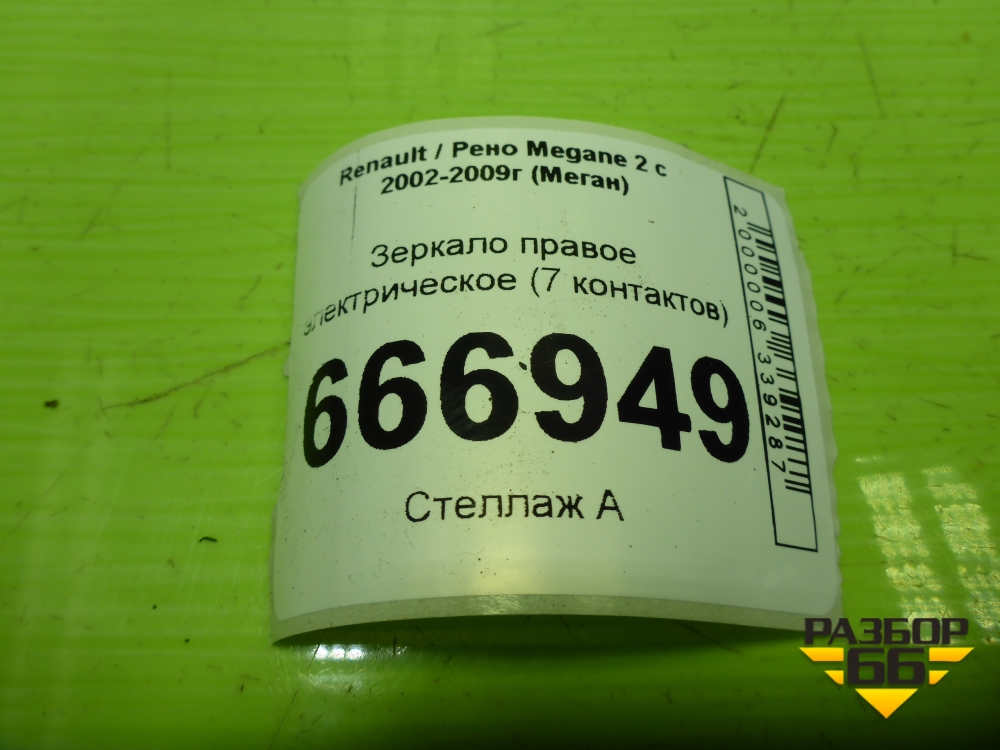 Renault / Рено Megane 2 с
2002-2009г (Меган)
Зеркало правое
электрическое (7 контактов)
666949
Стеллаж А
2000006339287
РАЗБОР
66